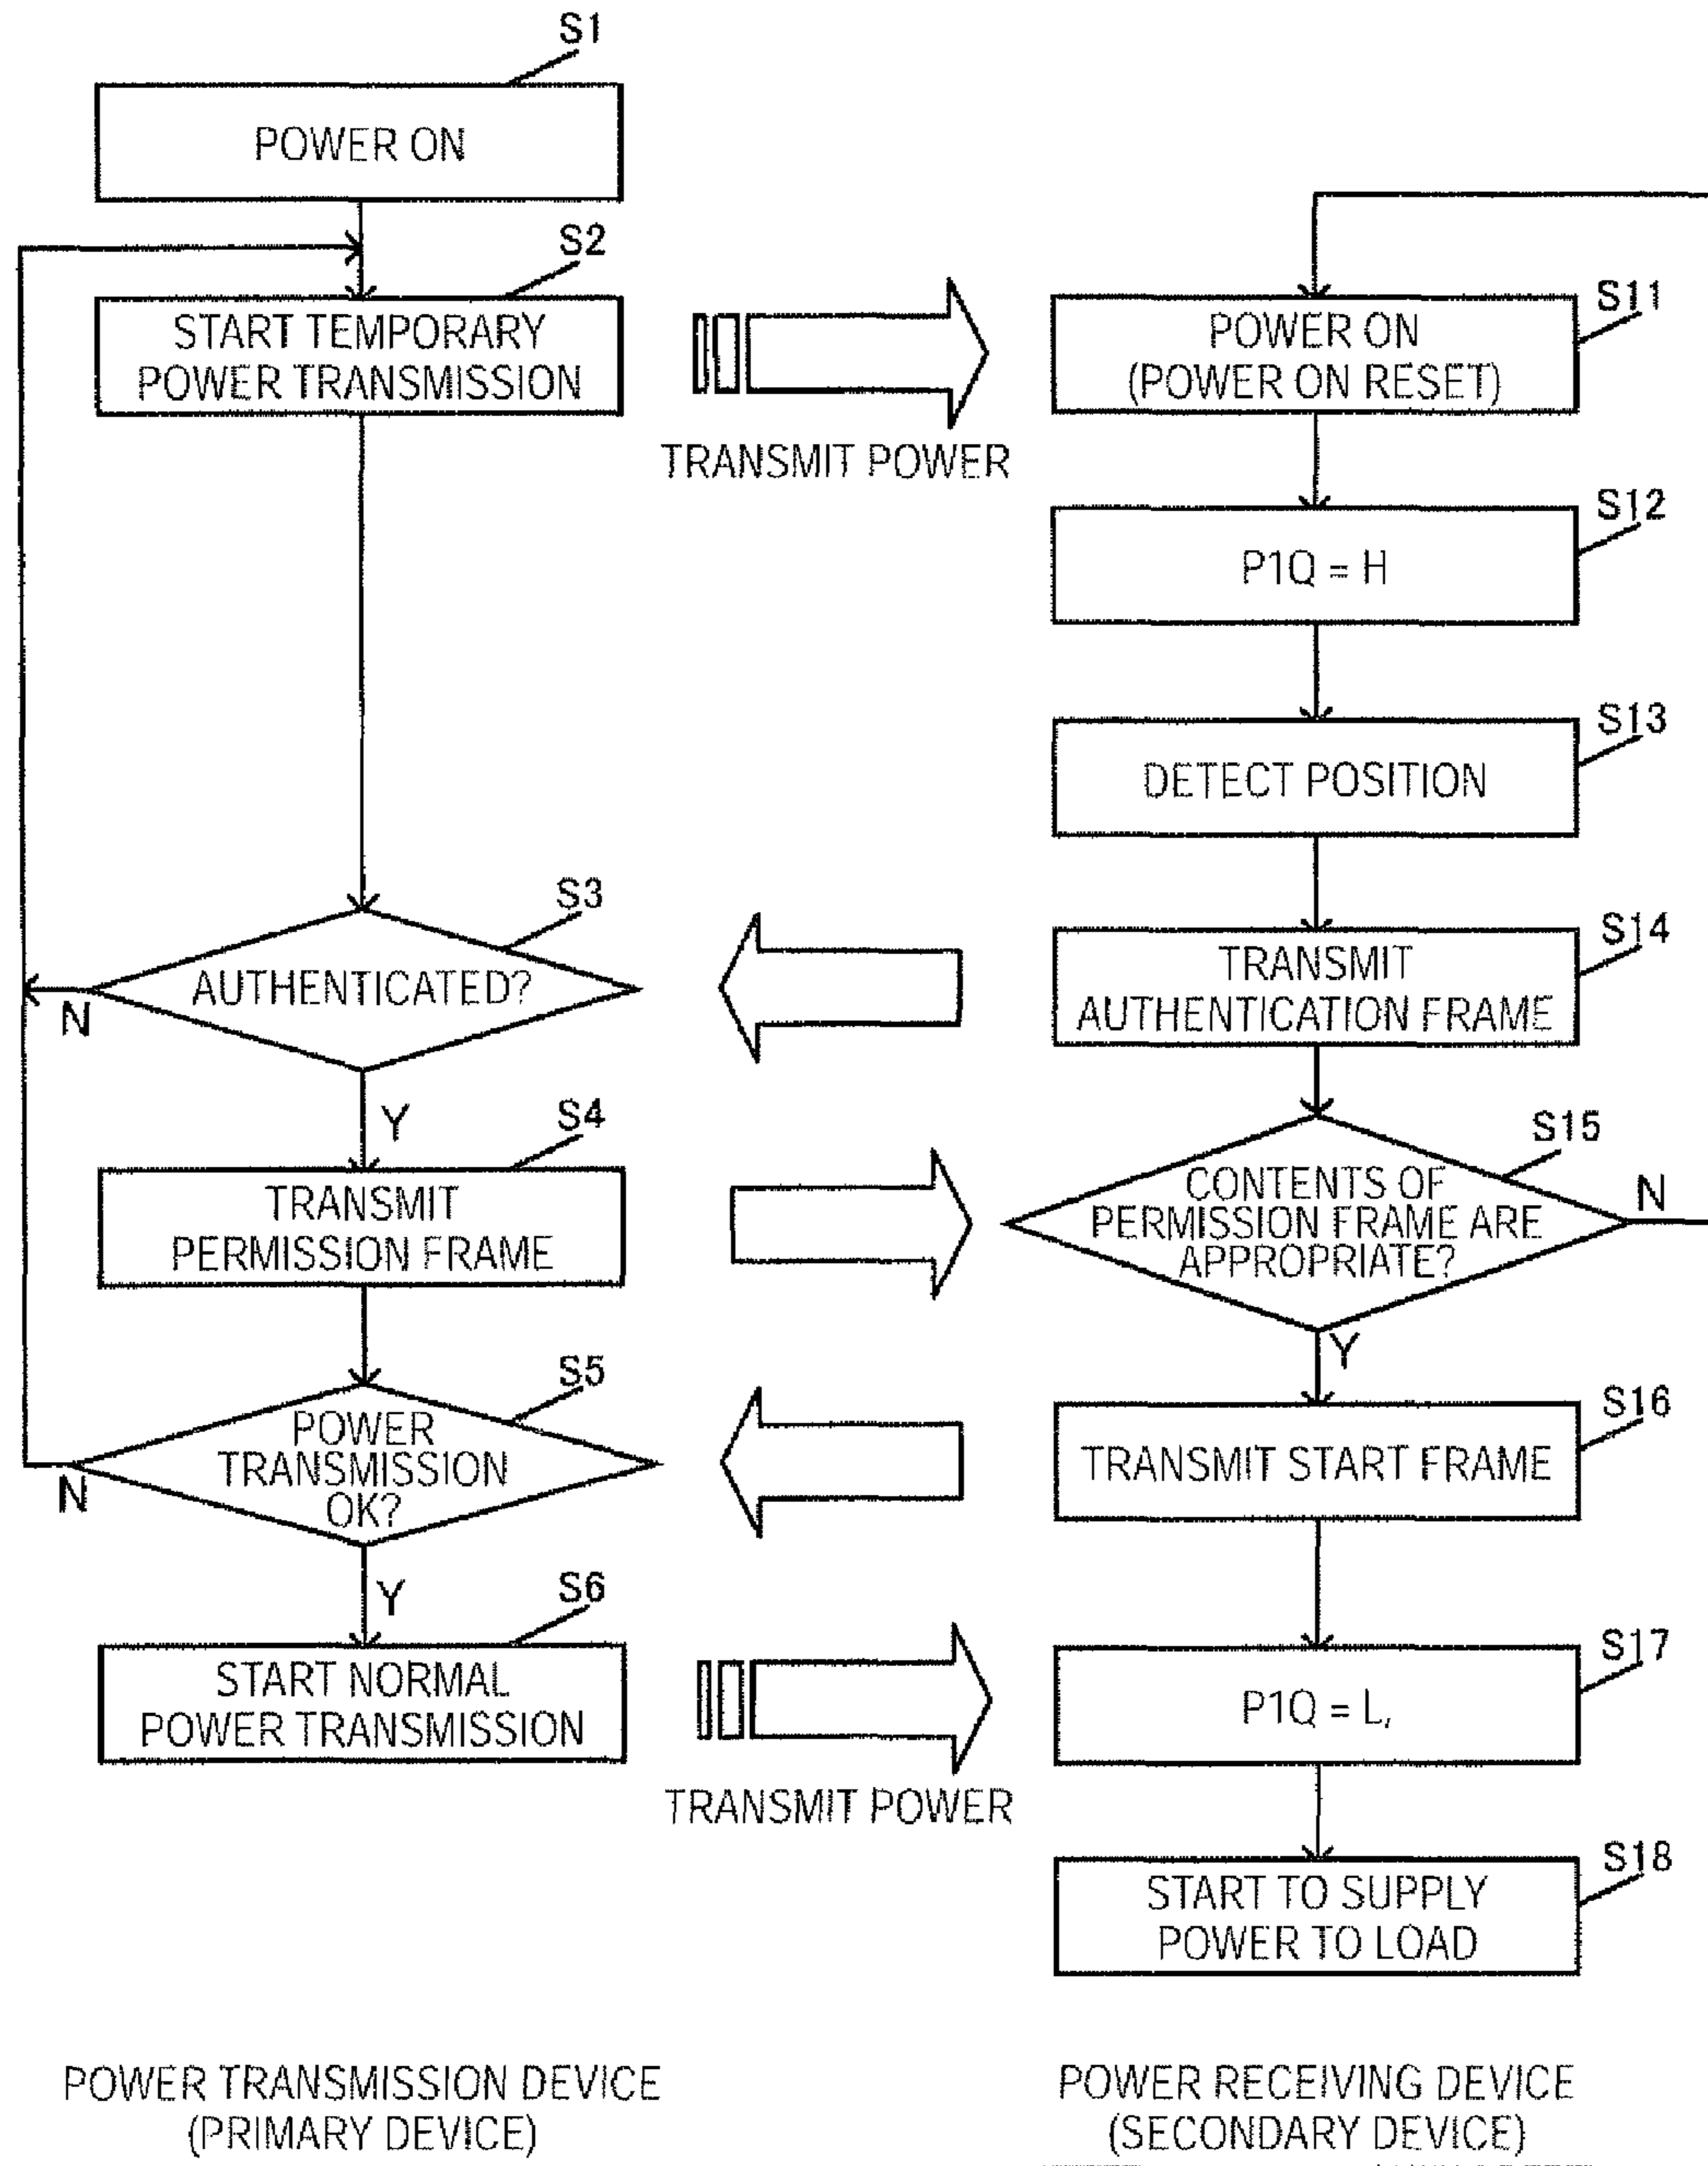 S1
POWER ON
S2
START TEMPORARY
POWER TRANSMISSION
TRANSMIT POWER
S11
POWER ON
(POWER ON RESET)
S12
P1Q = H
S13
DETECT POSITION
S3
AUTHENTICATED?
N
Y
S14
TRANSMIT
AUTHENTICATION FRAME
S4
TRANSMIT
PERMISSION FRAME
S15
CONTENTS OF
PERMISSION FRAME ARE
APPROPRIATE?
N
Y
S5
POWER
TRANSMISSION
OK?
N
Y
S16
TRANSMIT START FRAME
S6
START NORMAL
POWER TRANSMISSION
TRANSMIT POWER
S17
P1Q = L,
S18
START TO SUPPLY
POWER TO LOAD
POWER TRANSMISSION DEVICE
(PRIMARY DEVICE)
POWER RECEIVING DEVICE
(SECONDARY DEVICE)